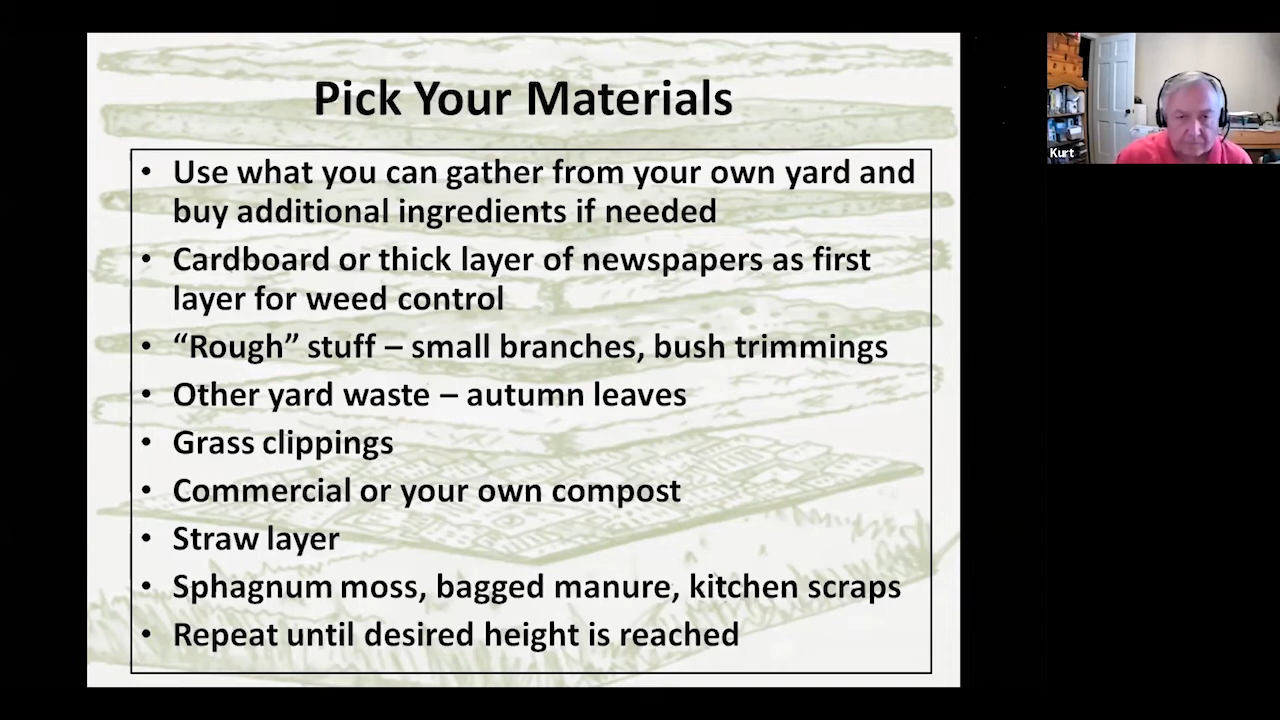 Pick Your Materials
• Use what you can gather from your own yard and
buy additional ingredients if needed
• Cardboard or thick layer of newspapers as first
layer for weed control
• “Rough” stuff – small branches, bush trimmings
• Other yard waste – autumn leaves
• Grass clippings
• Commercial or your own compost
• Straw layer
• Sphagnum moss, bagged manure, kitchen scraps
• Repeat until desired height is reached
Kurt